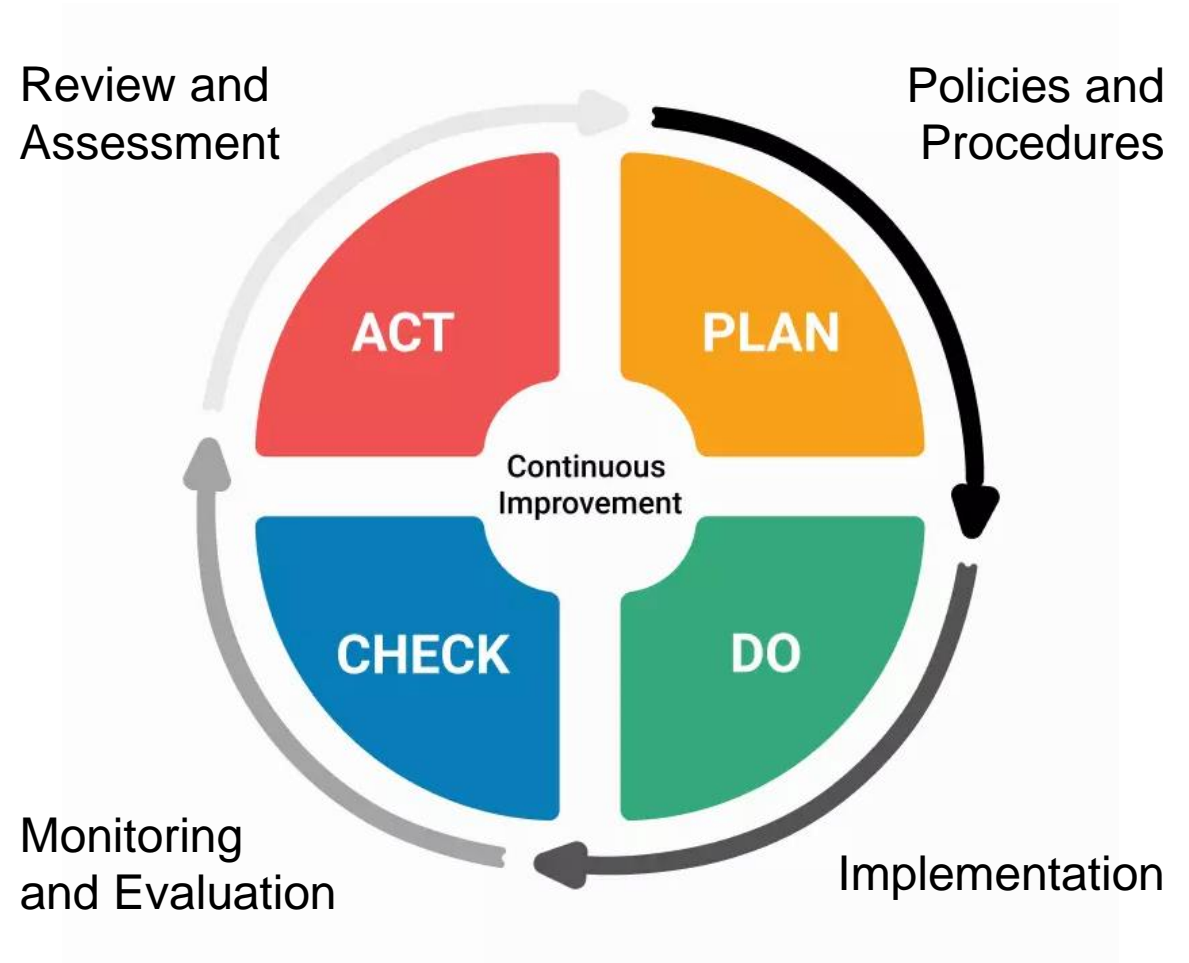 Review and
Assessment
Policies and
Procedures
ACT
PLAN
Continuous
Improvement
CHECK
DO
Monitoring
and Evaluation
Implementation